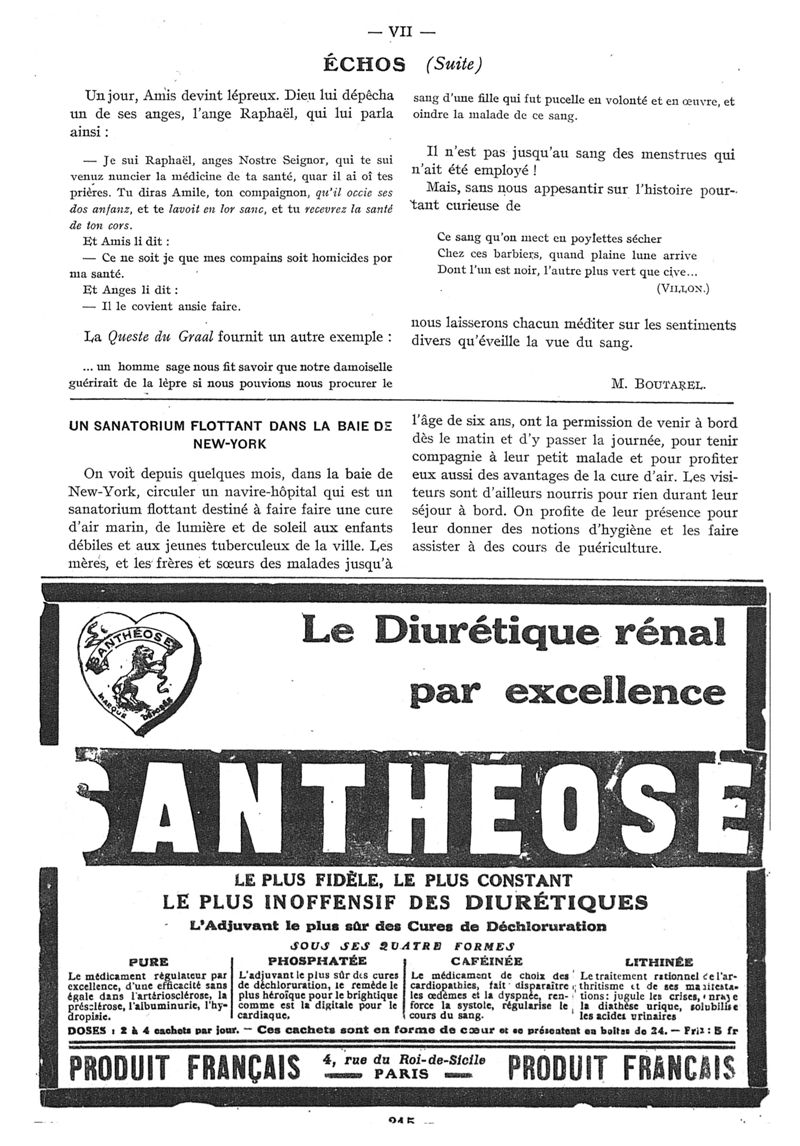 — VII —
ÉCHOS (Suite)
Un jour, Amis devint lépreux. Dieu lui dépêcha
un de ses anges, l'ange Raphaël, qui lui parla
ainsi :
— Je sui Raphaël, anges Nostre Seignor, qui te sui
venuz nuncier la médicine de ta santé, quar il ai oî tes
prières. Tu diras Amile, ton compaignon, qu'il occie ses
dos anfanz, et te lavoit en lor sanc, et tu recevrez la santé
de ton cors.
Et Amis li dit :
— Ce ne soit je que mes compains soit homicides por
ma santé.
Et Anges li dit :
— Il le covient ansie faire.
La Queste du Graal fournit un autre exemple :
... un homme sage nous fit savoir que notre damoiselle
guérirait de la lèpre si nous pouvions nous procurer le
sang d'une fille qui fut pucelle en volonté et en œuvre, et
oindre la malade de ce sang.
Il n'est pas jusqu'au sang des menstrues qui
n'ait été employé !
Mais, sans nous appesantir sur l'histoire pour-
tant curieuse de
Ce sang qu'on mect en poylettes sécher
Chez ces barbiers, quand plaine lune arrive
Dont l'un est noir, l'autre plus vert que cive...
(VILLON.)
nous laisserons chacun méditer sur les sentiments
divers qu'éveille la vue du sang.
M. BOUTAREL.
UN SANATORIUM FLOTTANT DANS LA BAIE DE
NEW-YORK
On voit depuis quelques mois, dans la baie de
New-York, circuler un navire-hôpital qui est un
sanatorium flottant destiné à faire faire une cure
d'air marin, de lumière et de soleil aux enfants
débiles et aux jeunes tuberculeux de la ville. Les
mères, et les frères et sœurs des malades jusqu'à
l'âge de six ans, ont la permission de venir à bord
dès le matin et d'y passer la journée, pour tenir
compagnie à leur petit malade et pour profiter
eux aussi des avantages de la cure d'air. Les visi-
teurs sont d'ailleurs nourris pour rien durant leur
séjour à bord. On profite de leur présence pour
leur donner des notions d'hygiène et les faire
assister à des cours de puériculture.
SANTHÉOSE
MARQUE DÉPOSÉE
Le Diurétique rénal
par excellence
SANTHÉOSE
LE PLUS FIDÈLE, LE PLUS CONSTANT
LE PLUS INOFFENSIF DES DIURÉTIQUES
L'Adjuvant le plus sûr des Cures de Déchloruration
SOUS SES QUATRE FORMES
PURE
Le médicament régulateur par
excellence, d'une efficacité sans
égale dans l'artériosclérose, la
présclérose, l'albuminurie, l'hy-
dropisie.
PHOSPHATÉE
L'adjuvant le plus sûr des cures
de déchloruration, le remède le
plus héroïque pour le brightique
comme est la digitale pour le
cardiaque.
CAFÉINÉE
Le médicament de choix des
cardiopathies, fait disparaître
les œdèmes et la dyspnée, ren-
force la systole, régularise le
cours du sang.
LITHINÉE
Le traitement rationnel de l'ar-
thritisme et de ses manifesta-
tions : jugule les crises, enraye
la diathèse urique, solubilise
les acides urinaires
DOSES : 2 à 4 cachets par jour. — Ces cachets sont en forme de cœur et se présentent en boîtes de 24. — Prix : 5 fr
PRODUIT FRANÇAIS
4, rue du Roi-de-Sicile
PARIS
PRODUIT FRANÇAIS